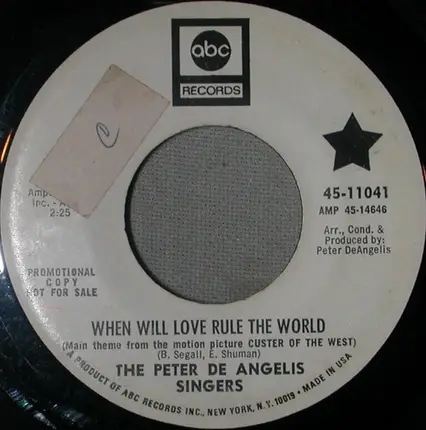 abc
RECORDS
C
45-11041
AMP 45-14646
Inc. -
2:25
Arr., Cond. &
Produced by:
Peter DeAngelis
PROMOTIONAL
COPY
NOT FOR SALE
WHEN WILL LOVE RULE THE WORLD
(Main theme from the motion picture CUSTER OF THE WEST)
(B. Segall, E. Shuman)
THE PETER DE ANGELIS
SINGERS
A PRODUCT OF ABC RECORDS INC., NEW YORK, N.Y. 10019 • MADE IN USA